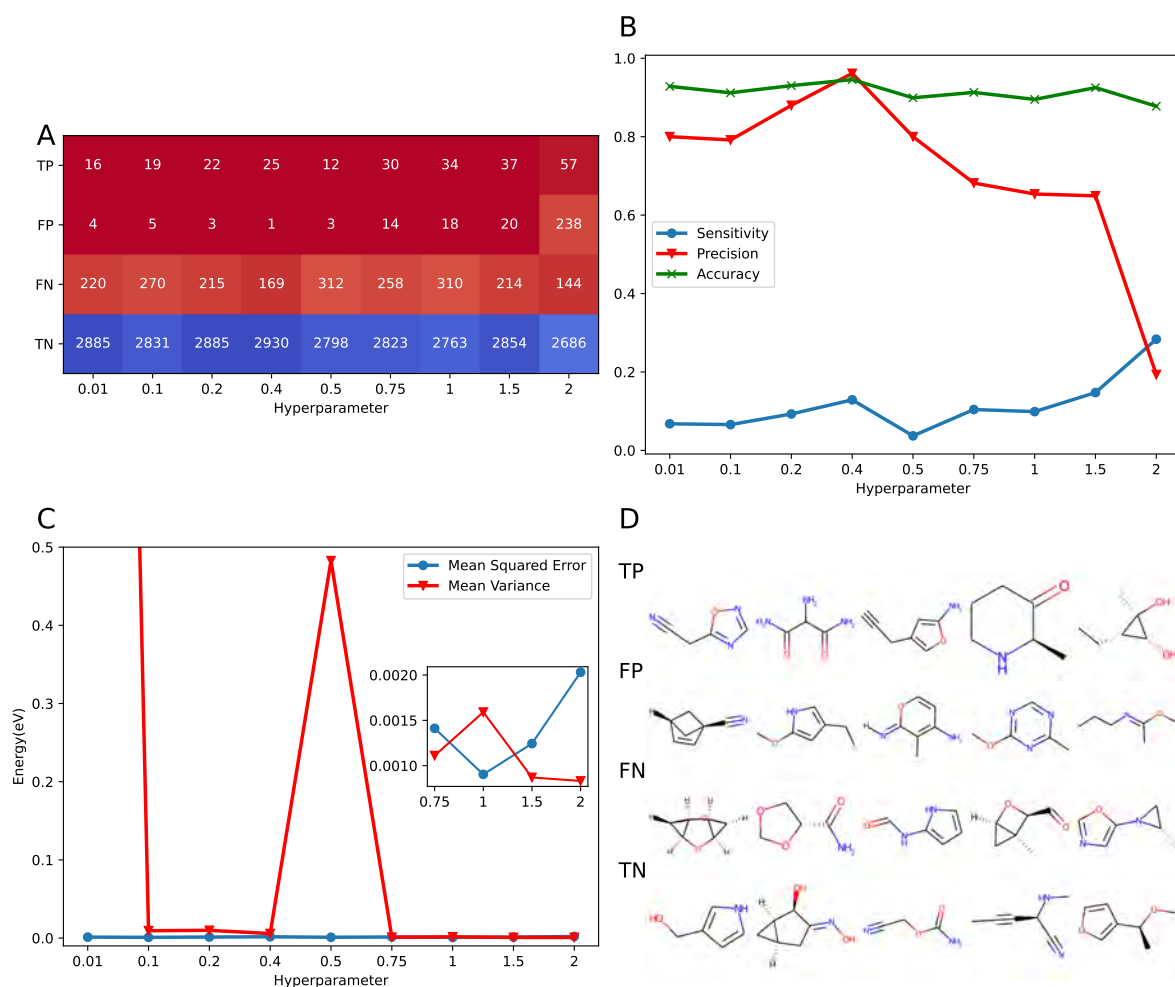 B
1.0
0.8
0.6
0.4
0.2
0.0
Sensitivity
Precision
Accuracy
0.01 0.1 0.2 0.4 0.5 0.75 1 1.5 2
Hyperparameter
A
TP 16 19 22 25 12 30 34 37 57
FP 4 5 3 1 3 14 18 20 238
FN 220 270 215 169 312 258 310 214 144
TN 2885 2831 2885 2930 2798 2823 2763 2854 2686
0.01 0.1 0.2 0.4 0.5 0.75 1 1.5 2
Hyperparameter
C
0.5
0.4
0.3
0.2
0.1
0.0
Energy(eV)
Mean Squared Error
Mean Variance
0.0020
0.0015
0.0010
0.75 1 1.5 2
0.01 0.1 0.2 0.4 0.5 0.75 1 1.5 2
Hyperparameter
D
TP
FP
FN
TN